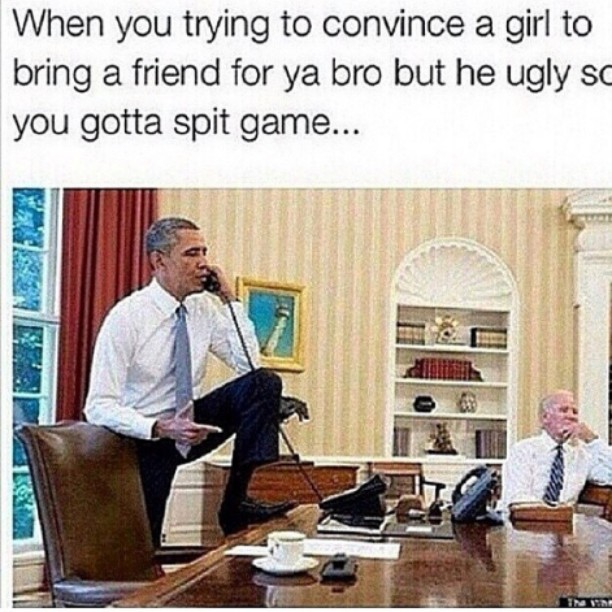 When you trying to convince a girl to
bring a friend for ya bro but he ugly so
you gotta spit game...